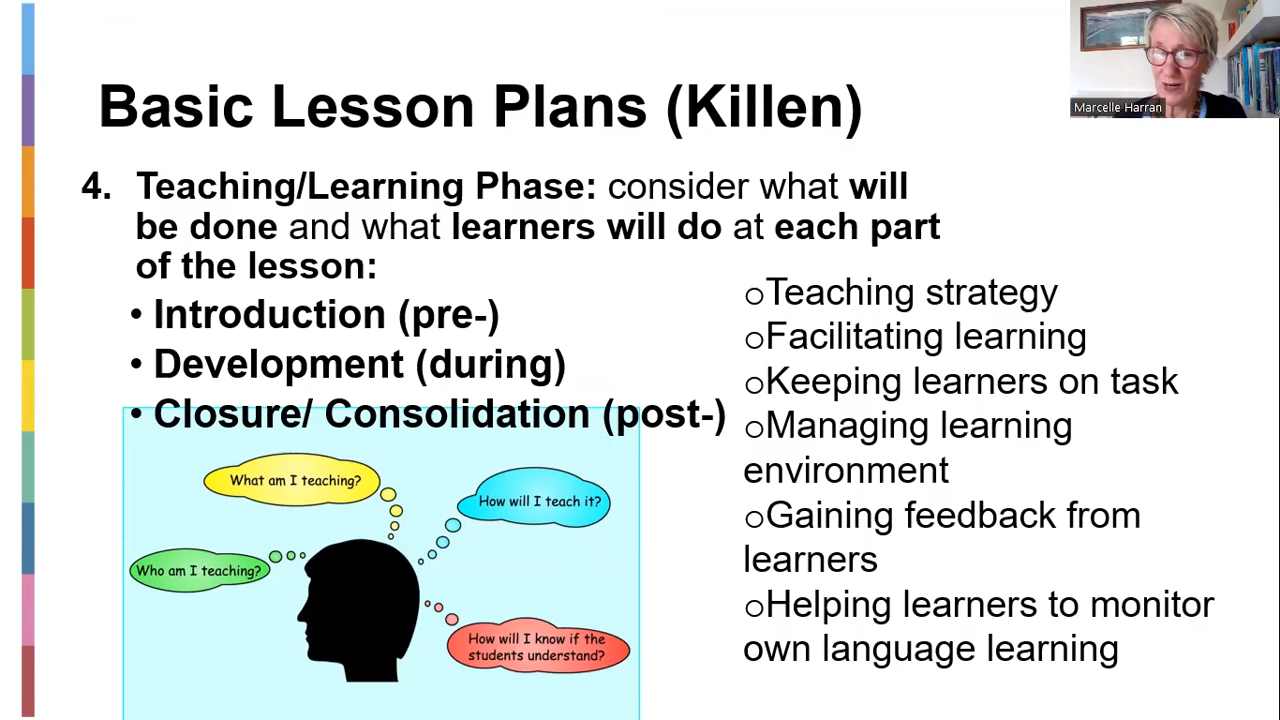 Basic Lesson Plans (Killen)
Marcelle Harran
4. Teaching/Learning Phase: consider what will
be done and what learners will do at each part
of the lesson:
• Introduction (pre-)
• Development (during)
• Closure/ Consolidation (post-)
oTeaching strategy
oFacilitating learning
oKeeping learners on task
oManaging learning
environment
oGaining feedback from
learners
oHelping learners to monitor
own language learning
What am I teaching?
How will I teach it?
Who am I teaching?
How will I know if the
students understand?